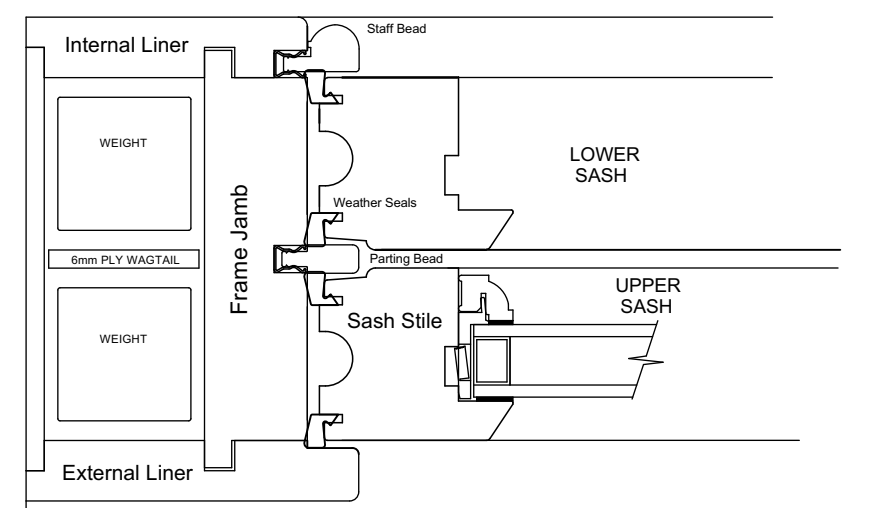 Staff Bead
Internal Liner
WEIGHT
LOWER
SASH
Weather Seals
Frame Jamb
6mm PLY WAGTAIL
Parting Bead
UPPER
SASH
Sash Stile
WEIGHT
External Liner